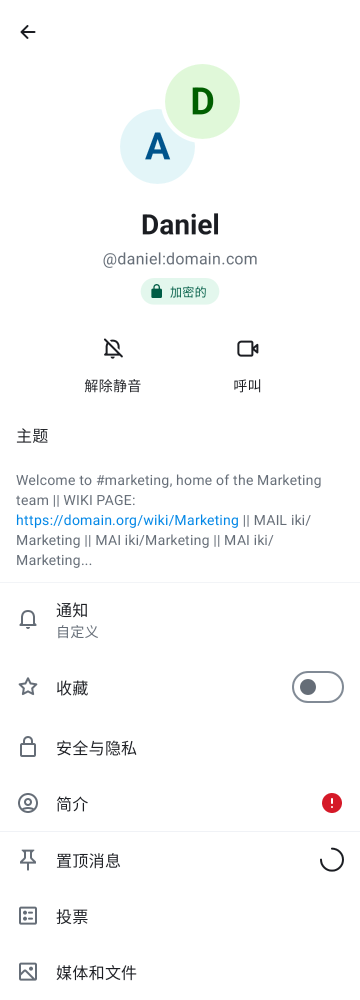 D
A
Daniel
@daniel:domain.com
加密的
解除静音
呼叫
主题
Welcome to #marketing, home of the Marketing
team || WIKI PAGE:
https://domain.org/wiki/Marketing || MAIL iki/
Marketing || MAI iki/Marketing || MAI iki/
Marketing...
通知
自定义
收藏
安全与隐私
简介
置顶消息
投票
媒体和文件